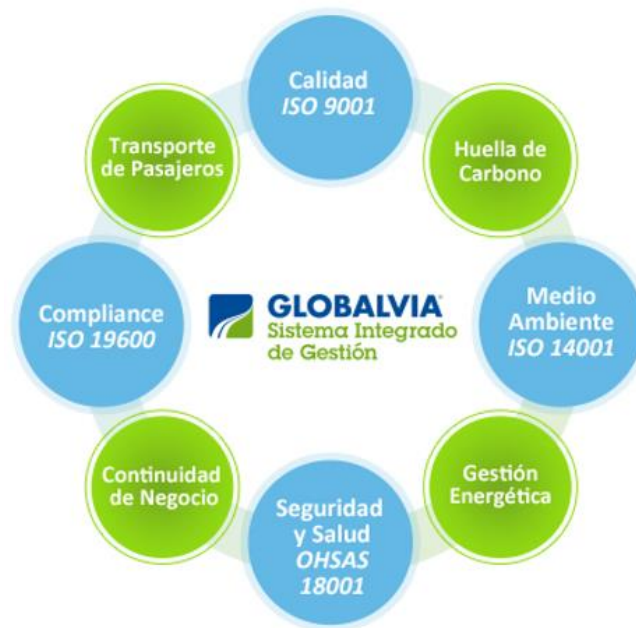 Calidad
ISO 9001
Transporte
de Pasajeros
Huella de
Carbono
Compliance
ISO 19600
GLOBALVIA
Sistema Integrado
de Gestión
Medio
Ambiente
ISO 14001
Continuidad
de Negocio
Gestión
Energética
Seguridad
y Salud
OHSAS
18001